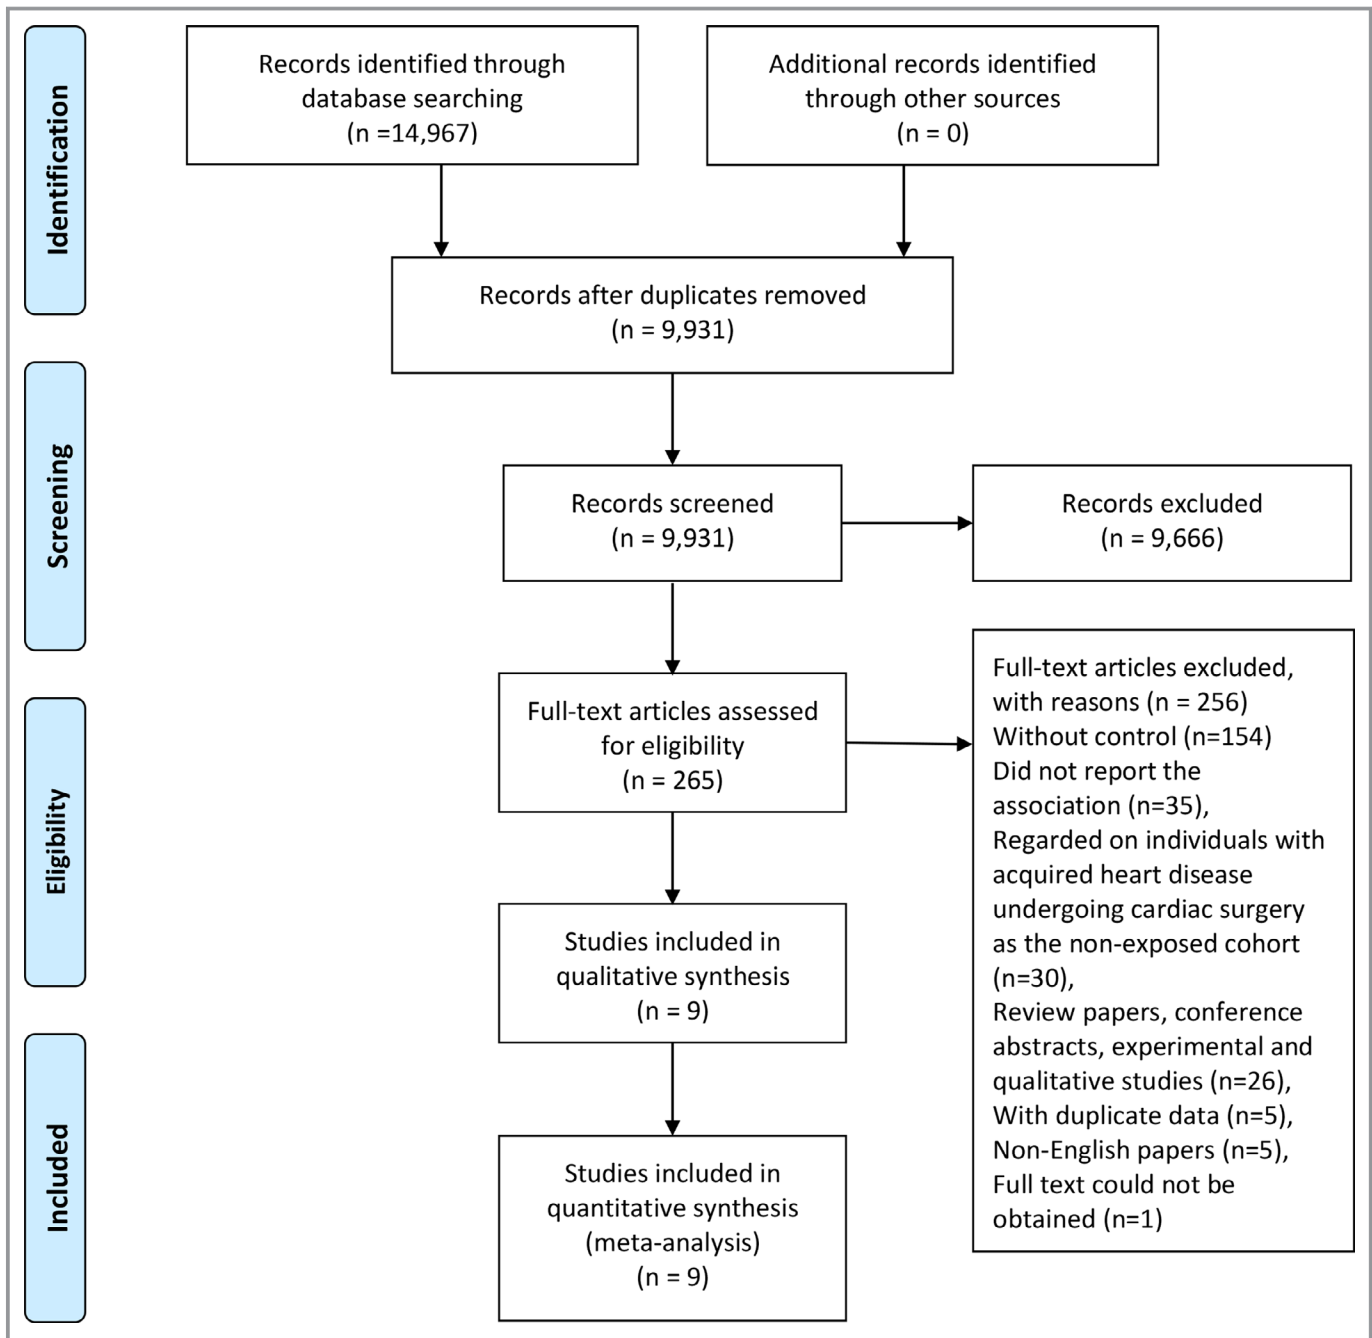 Identification
Records identified through
database searching
(n =14,967)
Additional records identified
through other sources
(n = 0)
Records after duplicates removed
(n = 9,931)
Screening
Records screened
(n = 9,931)
Records excluded
(n = 9,666)
Eligibility
Full-text articles assessed
for eligibility
(n = 265)
Full-text articles excluded,
with reasons (n = 256)
Without control (n=154)
Did not report the
association (n=35),
Regarded on individuals with
acquired heart disease
undergoing cardiac surgery
as the non-exposed cohort
(n=30),
Review papers, conference
abstracts, experimental and
qualitative studies (n=26),
With duplicate data (n=5),
Non-English papers (n=5),
Full text could not be
obtained (n=1)
Studies included in
qualitative synthesis
(n = 9)
Included
Studies included in
quantitative synthesis
(meta-analysis)
(n = 9)